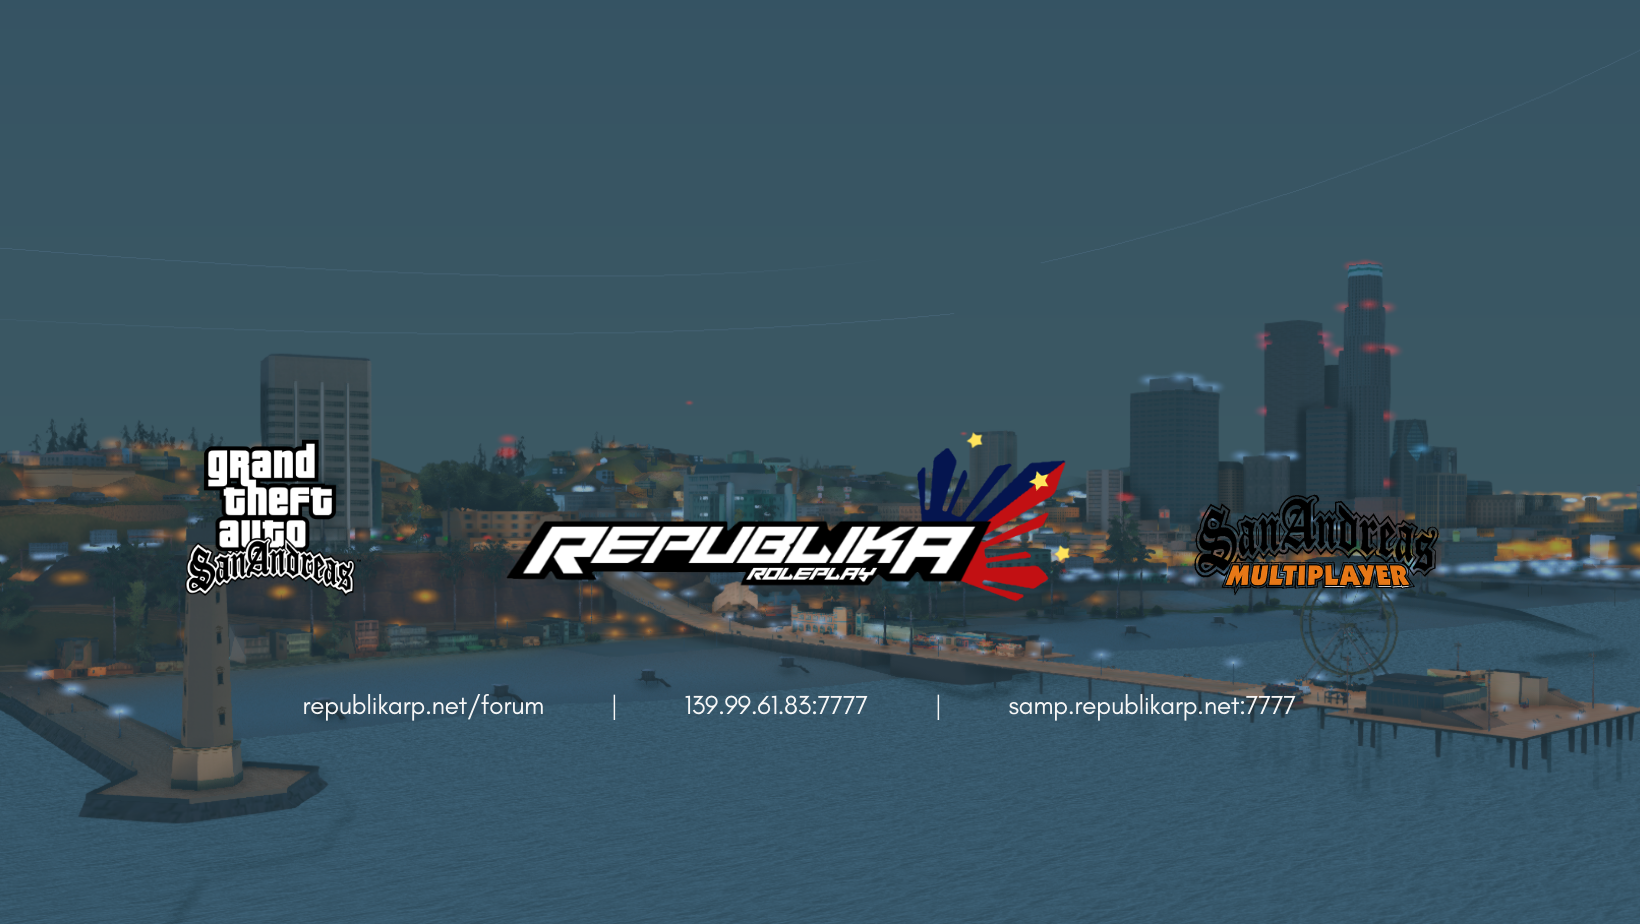 grand
theft
auto
San Andreas
REPUBLIKA
ROLEPLAY
San Andreas
MULTIPLAYER
republikarp.net/forum | 139.99.61.83:7777 | samp.republikarp.net:7777